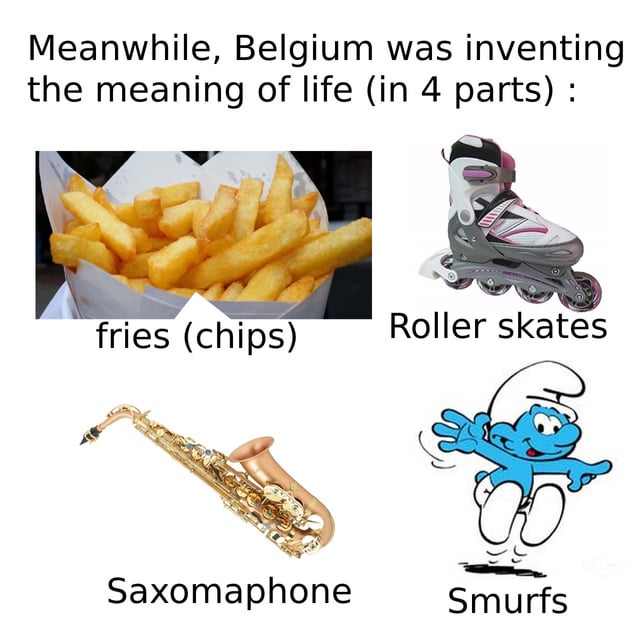 Meanwhile, Belgium was inventing
the meaning of life (in 4 parts) :
fries (chips)
Roller skates
Saxomaphone
Smurfs